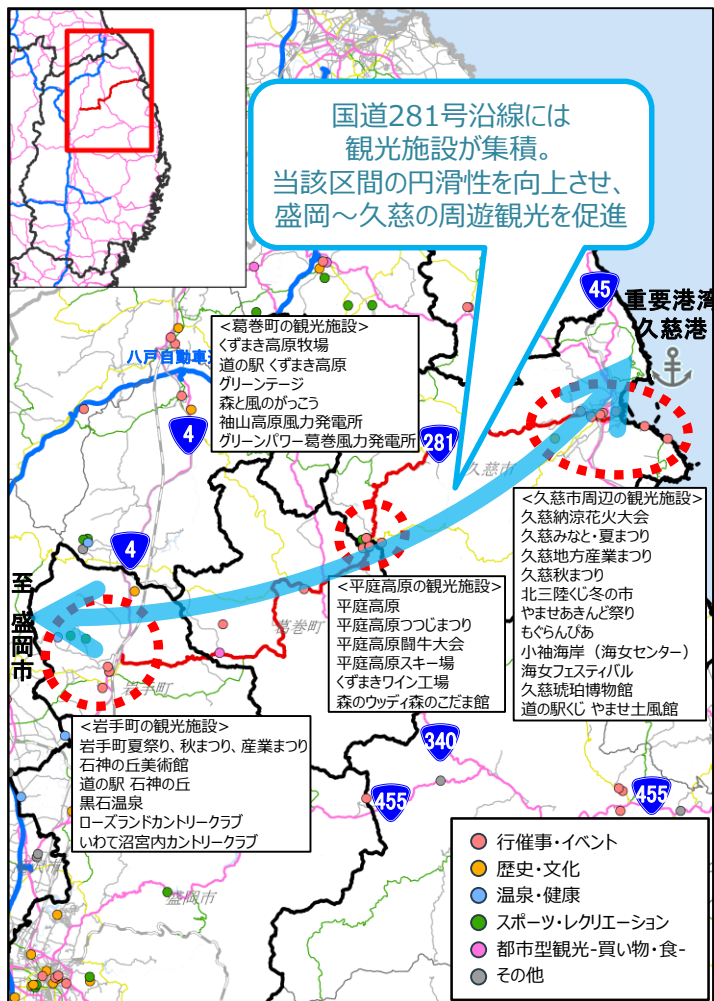 国道281号沿線には
観光施設が集積。
当該区間の円滑性を向上させ、
盛岡～久慈の周遊観光を促進
45
重要港湾
久慈港
<葛巻町の観光施設>
くずまき高原牧場
道の駅 くずまき高原
グリーンテージ
森と風のがっこう
袖山高原風力発電所
グリーンパワー葛巻風力発電所
八戸自動車道
4
281
久慈市
<久慈市周辺の観光施設>
久慈納涼花火大会
久慈みなと・夏まつり
久慈地方産業まつり
久慈秋まつり
北三陸くじ冬の市
やませあきんど祭り
もぐらんぴあ
小袖海岸（海女センター）
海女フェスティバル
久慈琥珀博物館
道の駅くじ やませ土風館
4
至 盛岡市
<平庭高原の観光施設>
平庭高原
平庭高原つつじまつり
平庭高原闘牛大会
平庭高原スキー場
くずまきワイン工場
森のウッディ森のこだま館
葛巻町
岩手町
<岩手町の観光施設>
岩手町夏祭り、秋まつり、産業まつり
石神の丘美術館
道の駅 石神の丘
黒石温泉
ローズランドカントリークラブ
いわて沼宮内カントリークラブ
340
455
455
盛岡市
行催事・イベント
歴史・文化
温泉・健康
スポーツ・レクリエーション
都市型観光-買い物・食-
その他